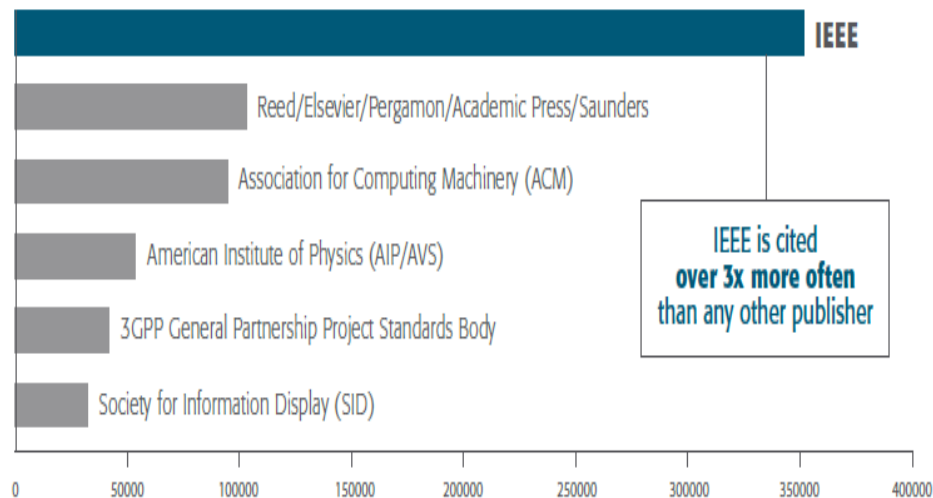 IEEE
Reed/Elsevier/Pergamon/Academic Press/Saunders
Association for Computing Machinery (ACM)
American Institute of Physics (AIP/AVS)
IEEE is cited
over 3x more often
than any other publisher
3GPP General Partnership Project Standards Body
Society for Information Display (SID)
0 50000 100000 150000 200000 250000 300000 350000 400000